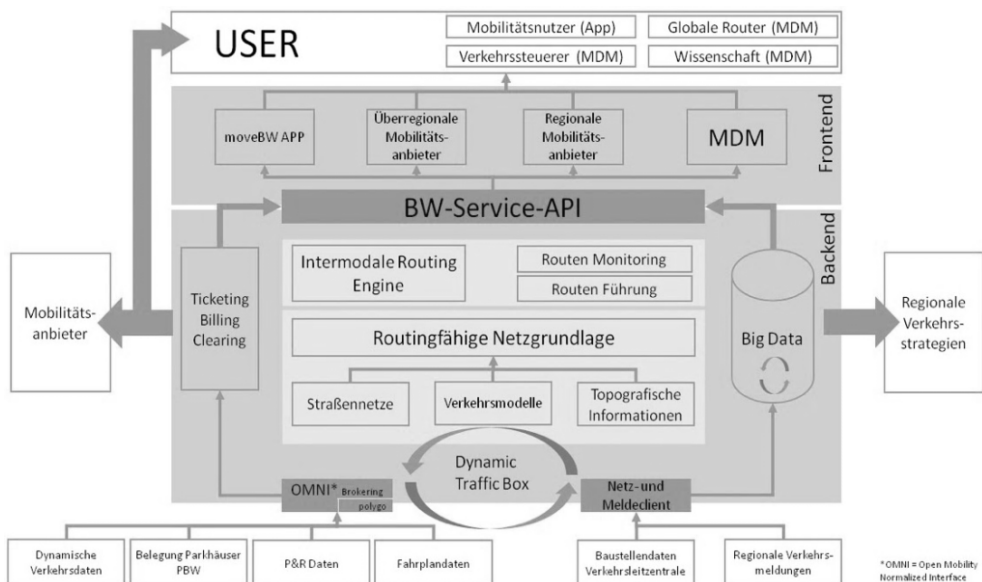 USER
Mobilitätsnutzer (App)
Globale Router (MDM)
Verkehrssteuerer (MDM)
Wissenschaft (MDM)
Frontend
moveBW APP
Überregionale
Mobilitäts-
anbieter
Regionale
Mobilitäts-
anbieter
MDM
BW-Service-API
Backend
Mobilitäts-
anbieter
Ticketing
Billing
Clearing
Intermodale Routing
Engine
Routen Monitoring
Routen Führung
Routingfähige Netzgrundlage
Straßennetze
Verkehrsmodelle
Topografische
Informationen
Big Data
Regionale
Verkehrs-
strategien
Dynamic
Traffic Box
OMNI* Brokering
polygo
Netz-und
Meldeclient
Dynamische
Verkehrsdaten
Belegung Parkhäuser
PBW
P&R Daten
Fahrplandaten
Baustellendaten
Verkehrsleitzentrale
Regionale Verkehrs-
meldungen
*OMNI = Open Mobility
Normalized Interface